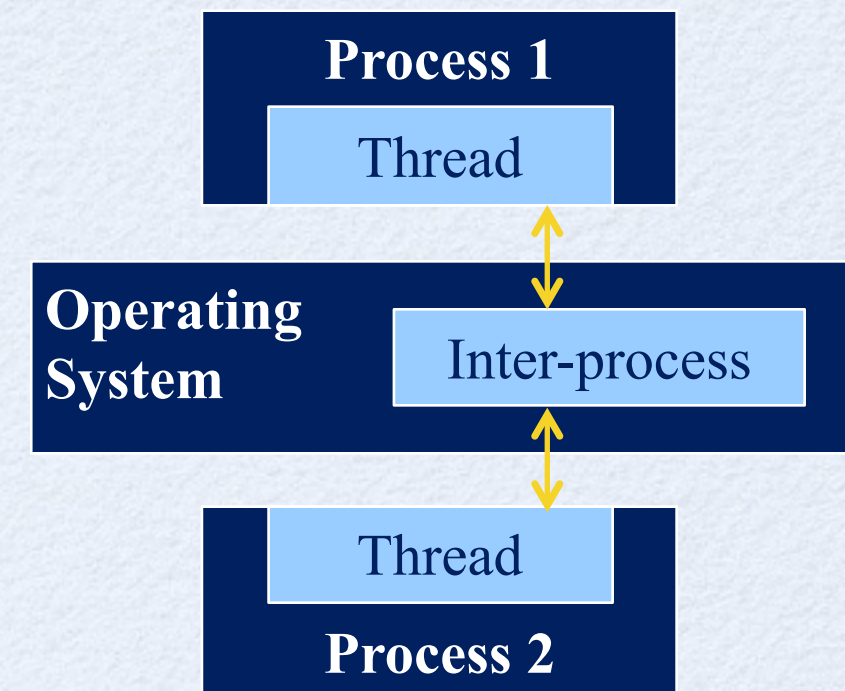 Process 1
Thread
Operating
System
Inter-process
Thread
Process 2